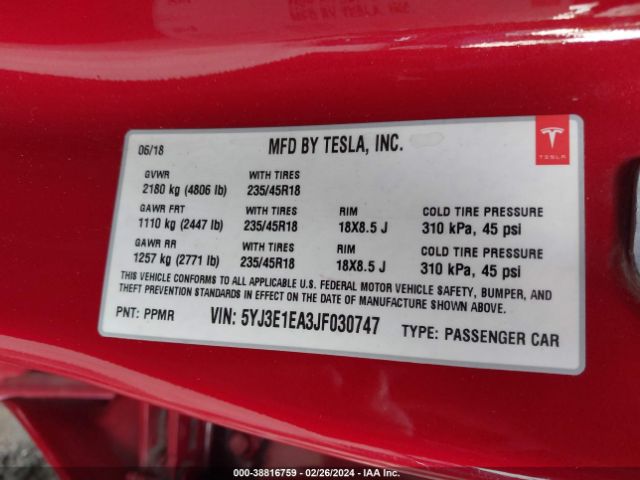 06/18 MFD BY TESLA, INC.
TESLA
GVWR WITH TIRES
2180 kg (4806 lb) 235/45R18
GAWR FRT WITH TIRES RIM COLD TIRE PRESSURE
1110 kg (2447 lb) 235/45R18 18X8.5 J 310 kPa, 45 psi
GAWR RR WITH TIRES RIM COLD TIRE PRESSURE
1257 kg (2771 lb) 235/45R18 18X8.5 J 310 kPa, 45 psi
THIS VEHICLE CONFORMS TO ALL APPLICABLE U.S. FEDERAL MOTOR VEHICLE SAFETY, BUMPER, AND
THEFT PREVENTION STANDARDS IN EFFECT ON THE DATE OF MANUFACTURE SHOWN ABOVE.
PNT: PPMR VIN: 5YJ3E1EA3JF030747 TYPE: PASSENGER CAR
000-38816759 - 02/26/2024 - IAA Inc.